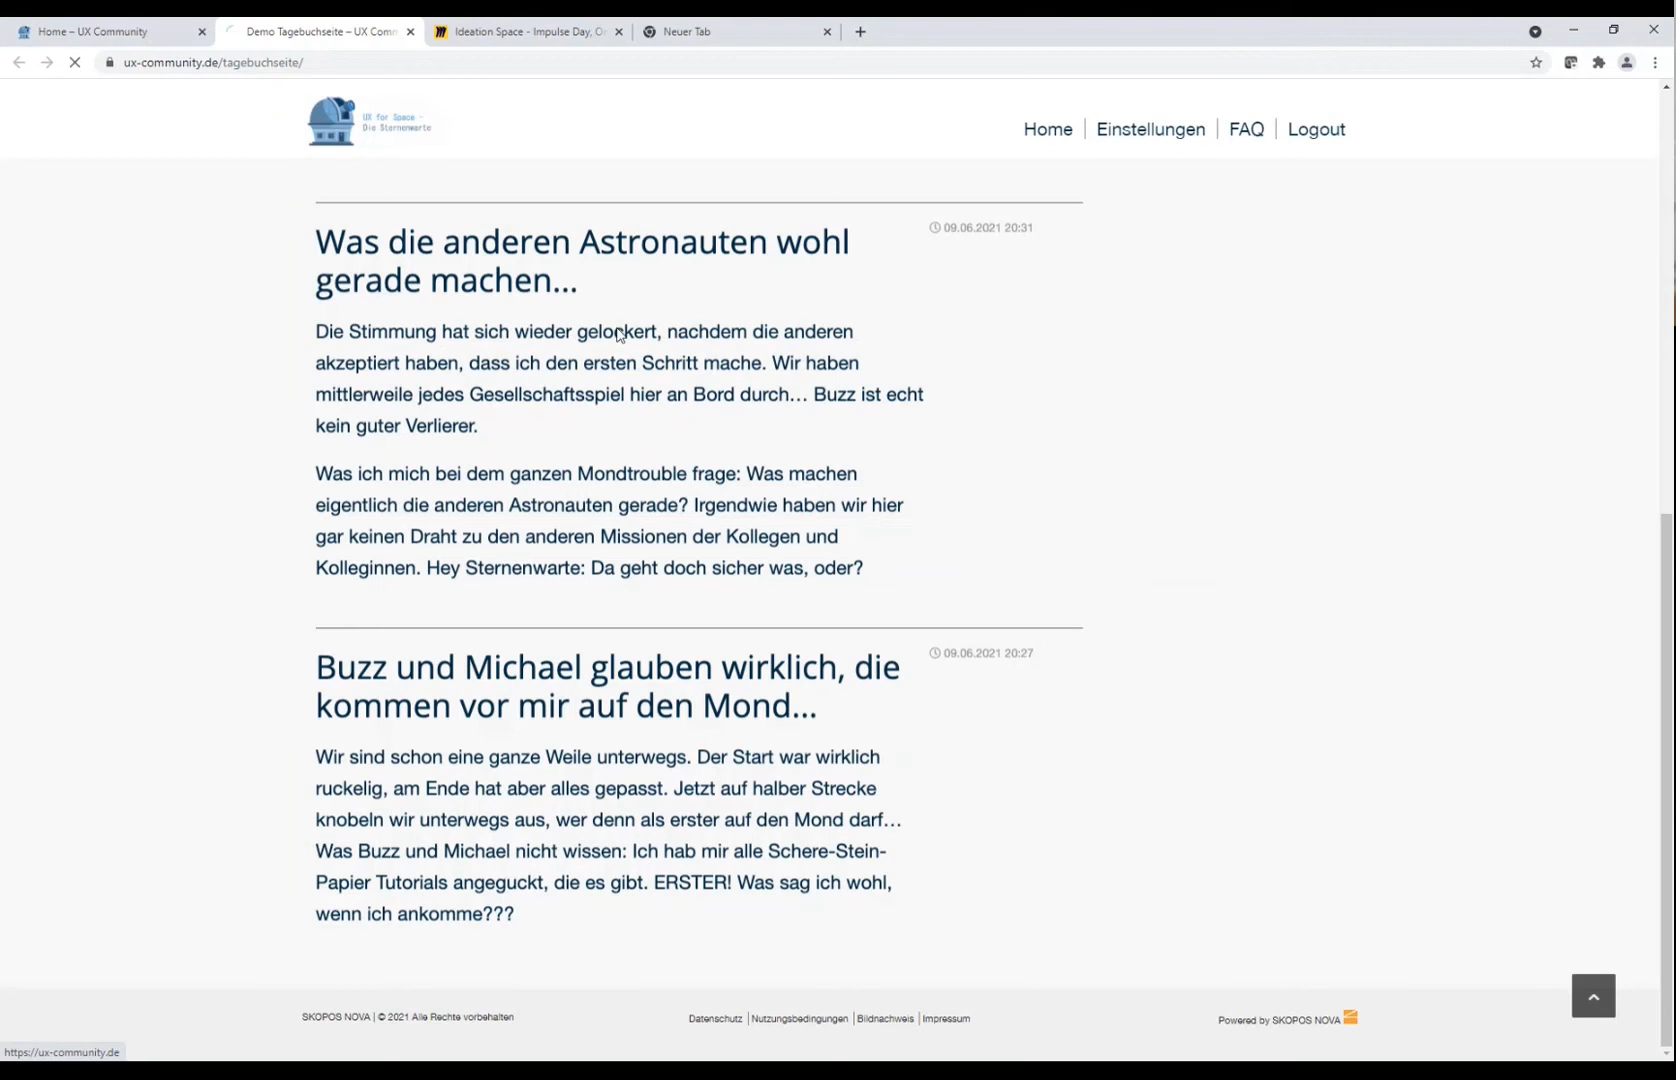 Home – UX Community
Demo Tagebuchseite – UX Comm
Ideation Space - Impulse Day, O
Neuer Tab
ux-community.de/tagebuchseite/
UX for Space -
Die Sternenwarte
Home | Einstellungen | FAQ | Logout
Was die anderen Astronauten wohl
gerade machen...
09.06.2021 20:31
Die Stimmung hat sich wieder gelockert, nachdem die anderen
akzeptiert haben, dass ich den ersten Schritt mache. Wir haben
mittlerweile jedes Gesellschaftsspiel hier an Bord durch… Buzz ist echt
kein guter Verlierer.
Was ich mich bei dem ganzen Mondtrouble frage: Was machen
eigentlich die anderen Astronauten gerade? Irgendwie haben wir hier
gar keinen Draht zu den anderen Missionen der Kollegen und
Kolleginnen. Hey Sternenwarte: Da geht doch sicher was, oder?
Buzz und Michael glauben wirklich, die
kommen vor mir auf den Mond...
09.06.2021 20:27
Wir sind schon eine ganze Weile unterwegs. Der Start war wirklich
ruckelig, am Ende hat aber alles gepasst. Jetzt auf halber Strecke
knobeln wir unterwegs aus, wer denn als erster auf den Mond darf…
Was Buzz und Michael nicht wissen: Ich hab mir alle Schere-Stein-
Papier Tutorials angeguckt, die es gibt. ERSTER! Was sag ich wohl,
wenn ich ankomme???
SKOPOS NOVA | © 2021 Alle Rechte vorbehalten
Datenschutz | Nutzungsbedingungen | Bildnachweis | Impressum
Powered by SKOPOS NOVA
https://ux-community.de